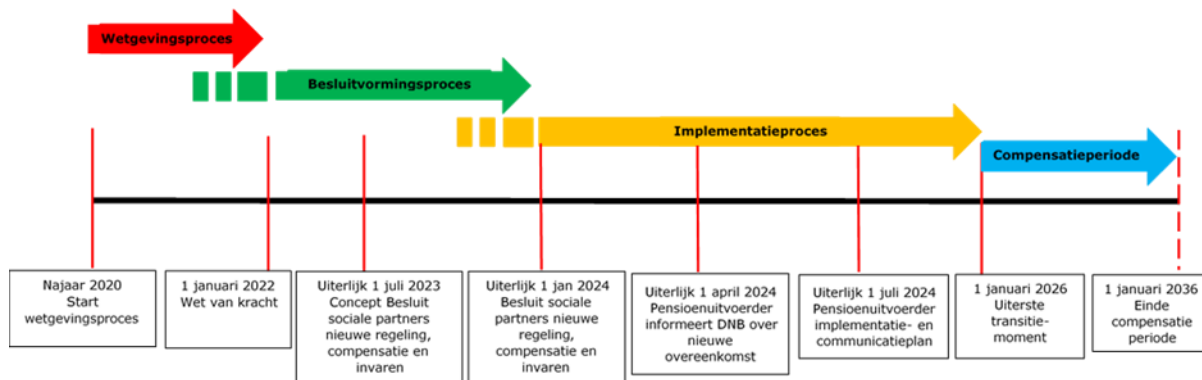 Wetgevingsproces
Besluitvormingsproces
Implementatieproces
Compensatieperiode
Najaar 2020
Start
wetgevingsproces
1 januari 2022
Wet van kracht
Uiterlijk 1 juli 2023
Concept Besluit
sociale partners
nieuwe regeling,
compensatie en
invaren
Uiterlijk 1 jan 2024
Besluit sociale
partners nieuwe
regeling,
compensatie en
invaren
Uiterlijk 1 april 2024
Pensioenuitvoerder
informeert DNB over
nieuwe
overeenkomst
Uiterlijk 1 juli 2024
Pensioenuitvoerder
implementatie- en
communicatieplan
1 januari 2026
Uiterste
transitie-
moment
1 januari 2036
Einde
compensatie
periode